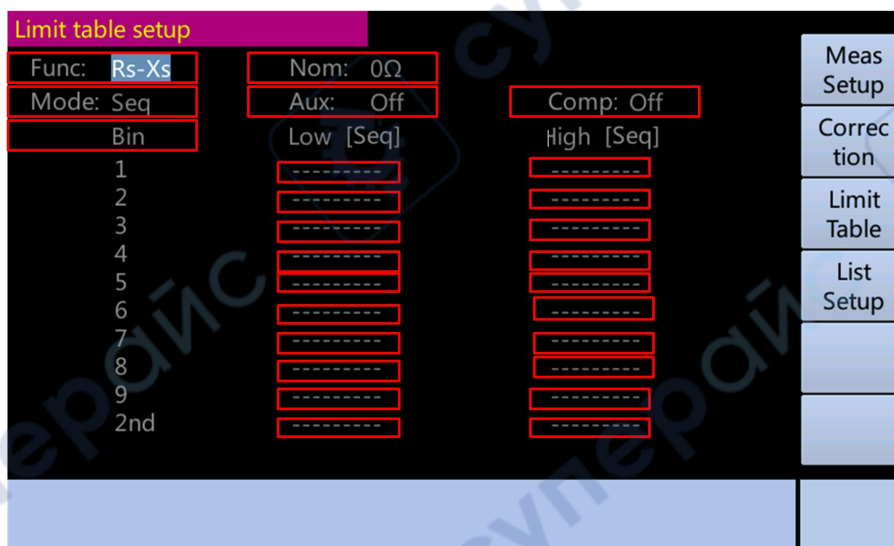 Limit table setup
Func: Rs-Xs Nom: 0Ω
Mode: Seq Aux: Off Comp: Off
Bin Low [Seq] High [Seq]
1 --------- ---------
2 --------- ---------
3 --------- ---------
4 --------- ---------
5 --------- ---------
6 --------- ---------
7 --------- ---------
8 --------- ---------
9 --------- ---------
2nd --------- ---------
Meas
Setup
Correc
tion
Limit
Table
List
Setup